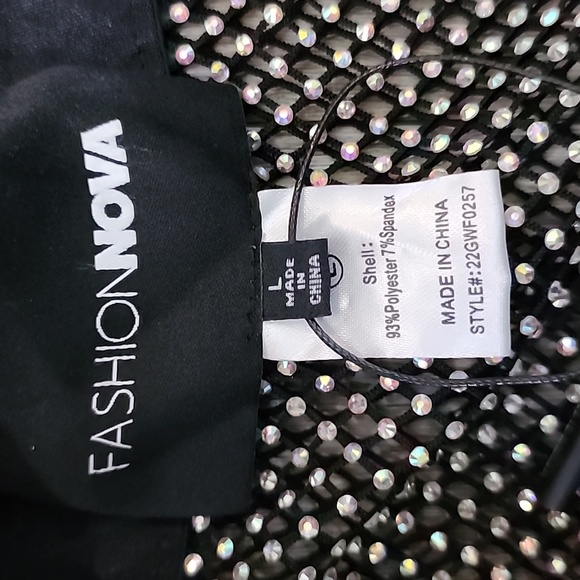 FASHIONNOVA
L
MADE
IN
CHINA
L
Shell:
93%Polyester 7%Spandex
MADE IN CHINA
STYLE#:22GWF0257